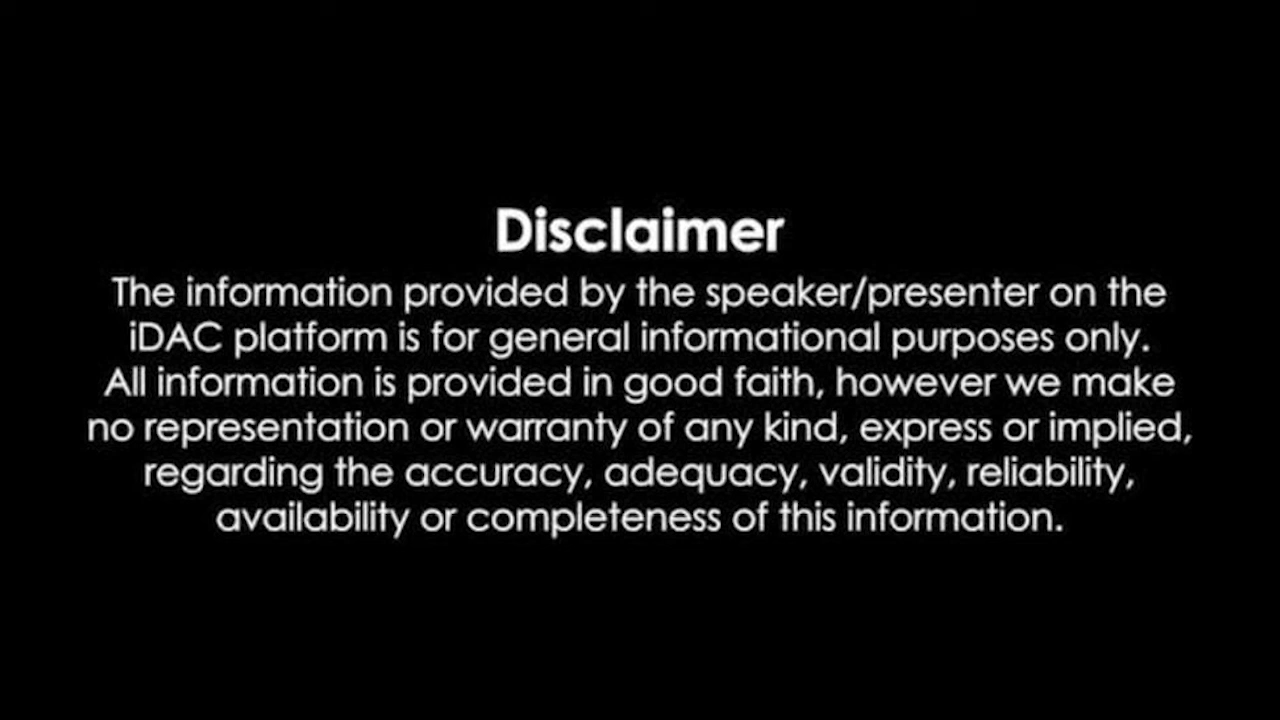 Disclaimer
The information provided by the speaker/presenter on the
iDAC platform is for general informational purposes only.
All information is provided in good faith, however we make
no representation or warranty of any kind, express or implied,
regarding the accuracy, adequacy, validity, reliability,
availability or completeness of this information.